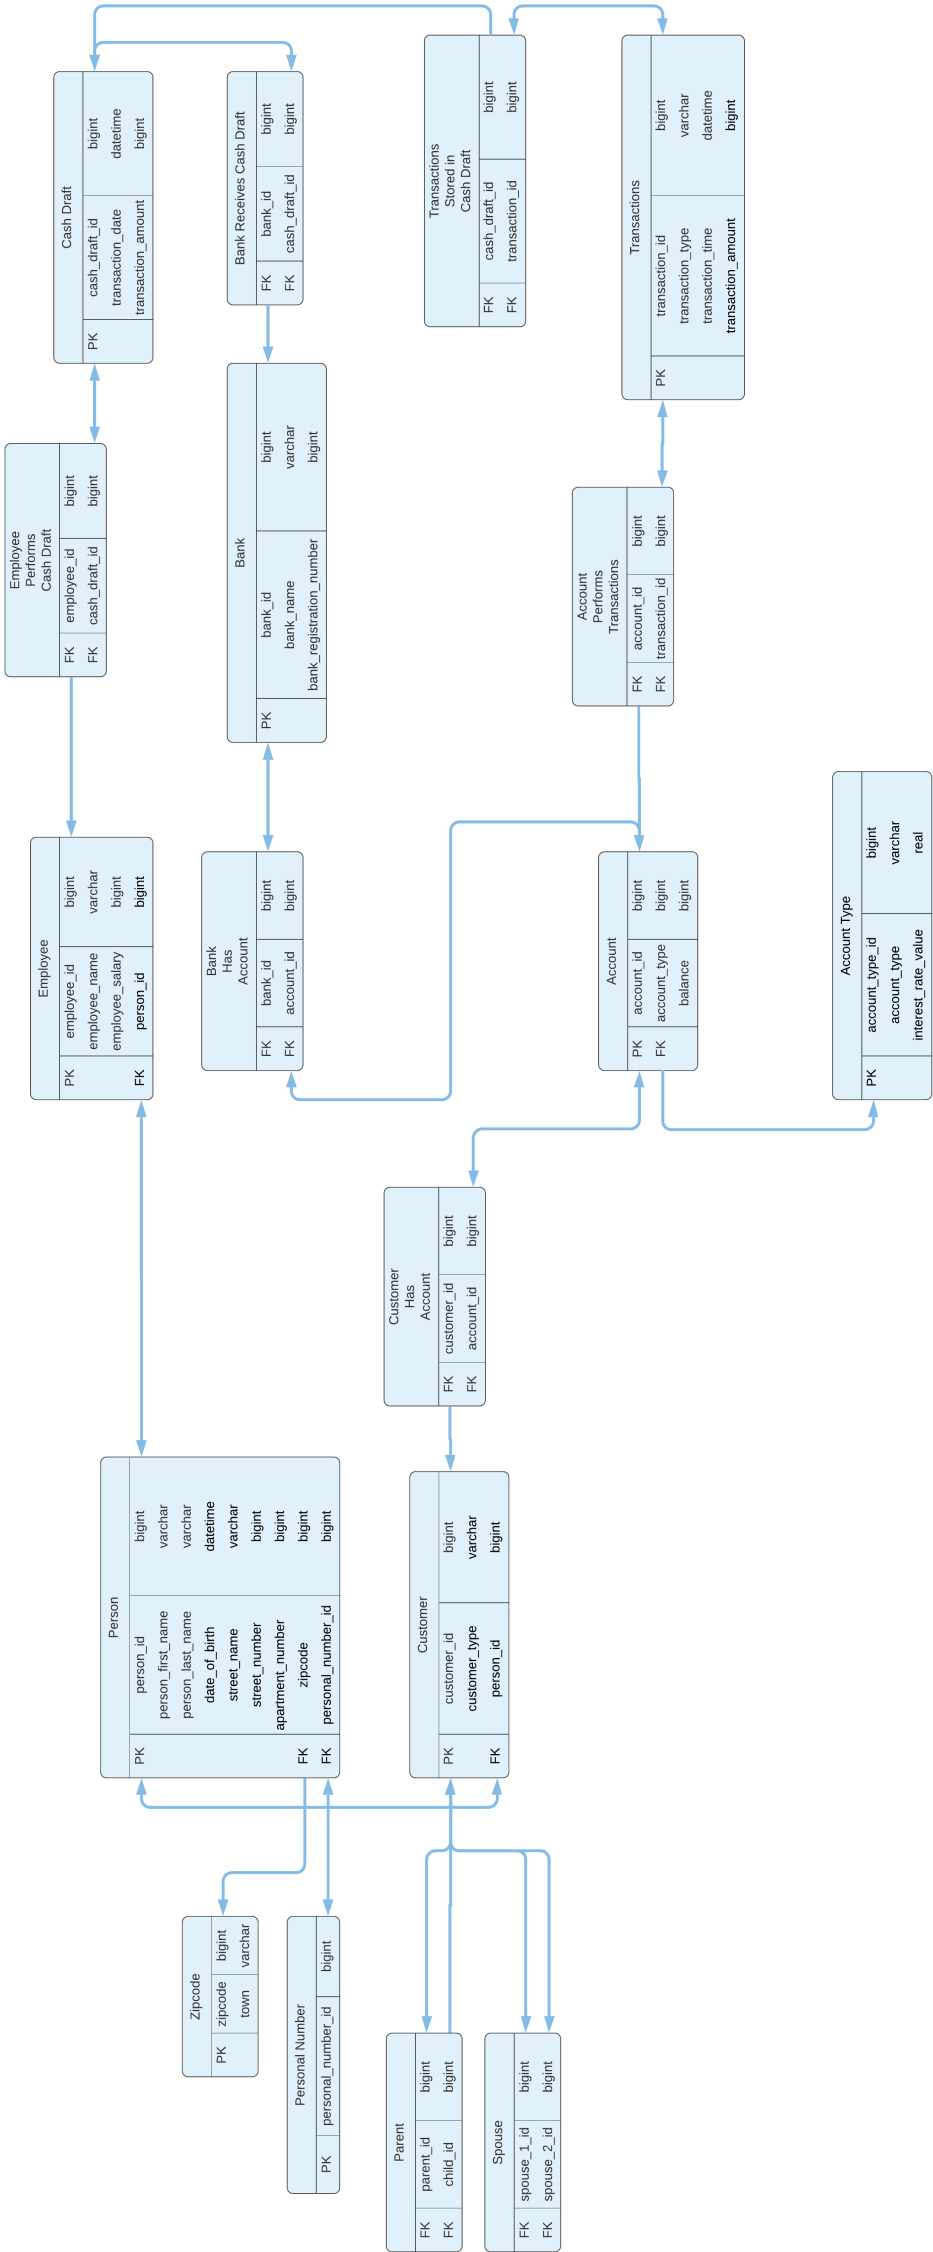 Person
PK person_id bigint
person_first_name varchar
person_last_name varchar
date_of_birth datetime
street_name varchar
street_number bigint
apartment_number bigint
FK zipcode bigint
FK personal_number_id bigint
Employee
PK employee_id bigint
employee_name varchar
employee_salary bigint
FK person_id bigint
Employee
Performs
Cash Draft
FK employee_id bigint
FK cash_draft_id bigint
Cash Draft
PK cash_draft_id bigint
transaction_date datetime
transaction_amount bigint
Zipcode
PK zipcode bigint
town varchar
Personal Number
PK personal_number_id bigint
Bank
Has
Account
FK bank_id bigint
FK account_id bigint
Bank
PK bank_id bigint
bank_name varchar
bank_registration_number bigint
Bank Receives Cash Draft
FK bank_id bigint
FK cash_draft_id bigint
Parent
FK parent_id bigint
FK child_id bigint
Spouse
FK spouse_1_id bigint
FK spouse_2_id bigint
Customer
PK customer_id bigint
customer_type varchar
FK person_id bigint
Customer
Has
Account
FK customer_id bigint
FK account_id bigint
Transactions
Stored in
Cash Draft
FK cash_draft_id bigint
FK transaction_id bigint
Account
PK account_id bigint
FK account_type bigint
balance bigint
Account
Performs
Transactions
FK account_id bigint
FK transaction_id bigint
Transactions
PK transaction_id bigint
transaction_type varchar
transaction_time datetime
transaction_amount bigint
Account Type
PK account_type_id bigint
account_type varchar
interest_rate_value real